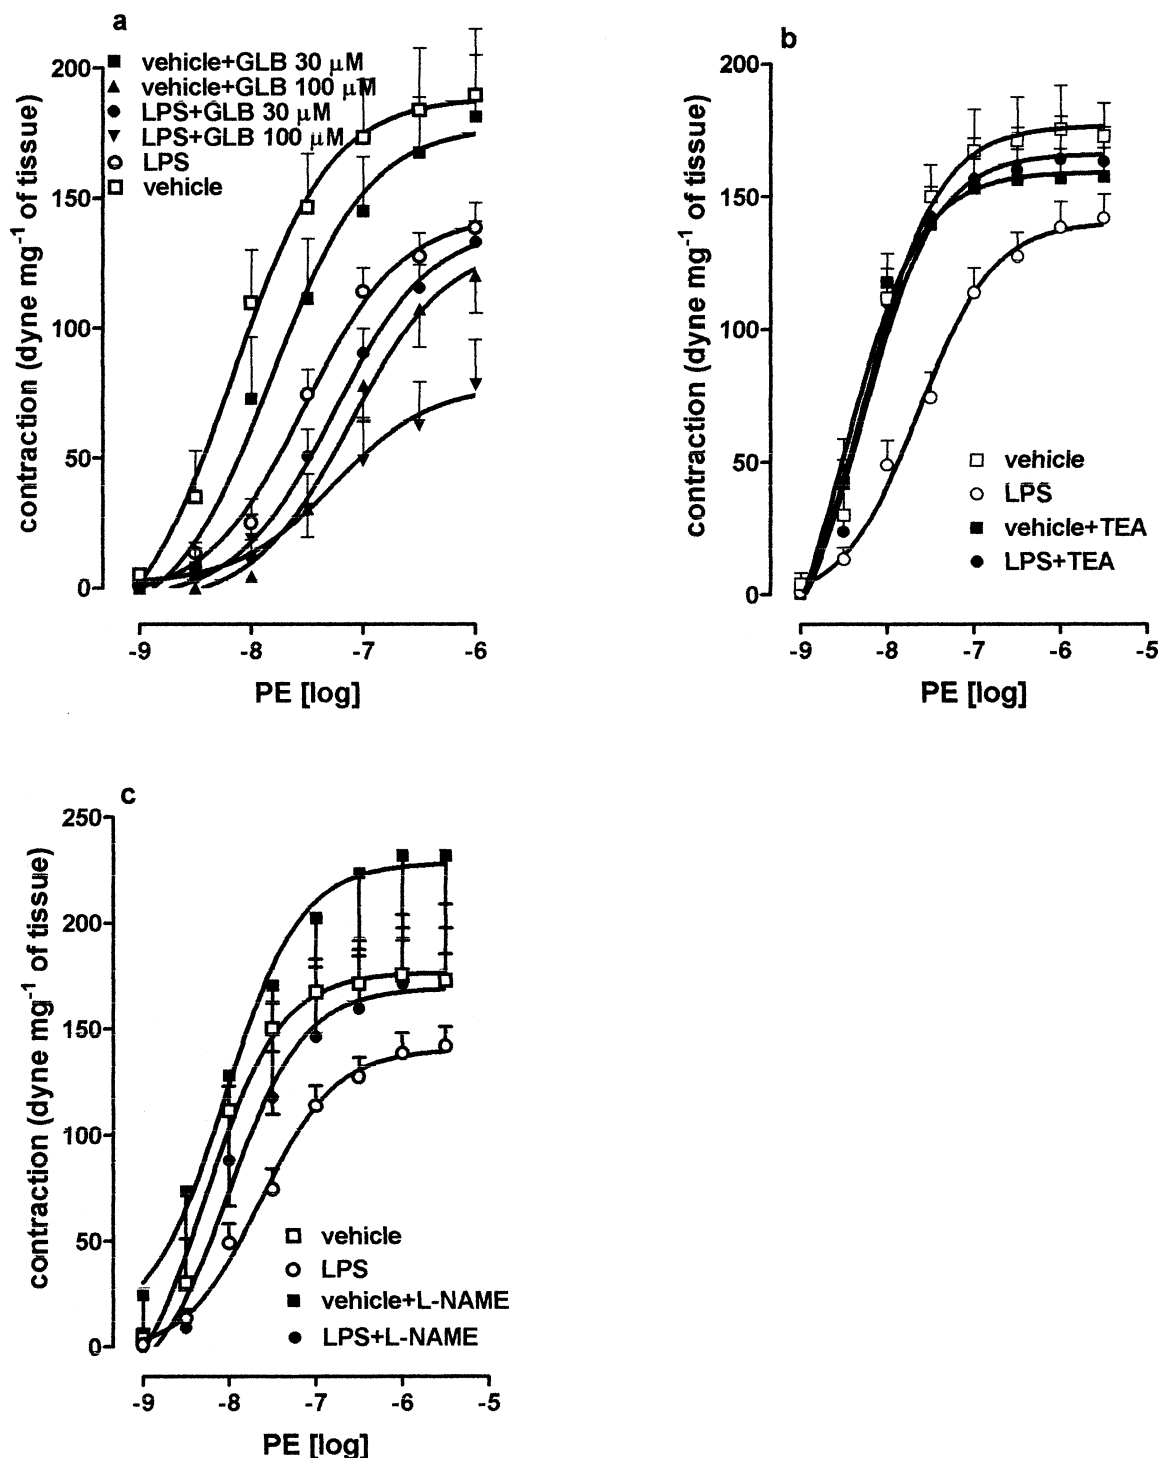 a
200
150
100
50
0
contraction (dyne mg-1 of tissue)
vehicle+GLB 30 μM
vehicle+GLB 100 μM
LPS+GLB 30 μM
LPS+GLB 100 μM
LPS
vehicle
-9 -8 -7 -6
PE [log]
b
200
150
100
50
0
contraction (dyne mg-1 of tissue)
vehicle
LPS
vehicle+TEA
LPS+TEA
-9 -8 -7 -6 -5
PE [log]
c
250
200
150
100
50
0
contraction (dyne mg-1 of tissue)
vehicle
LPS
vehicle+L-NAME
LPS+L-NAME
-9 -8 -7 -6 -5
PE [log]